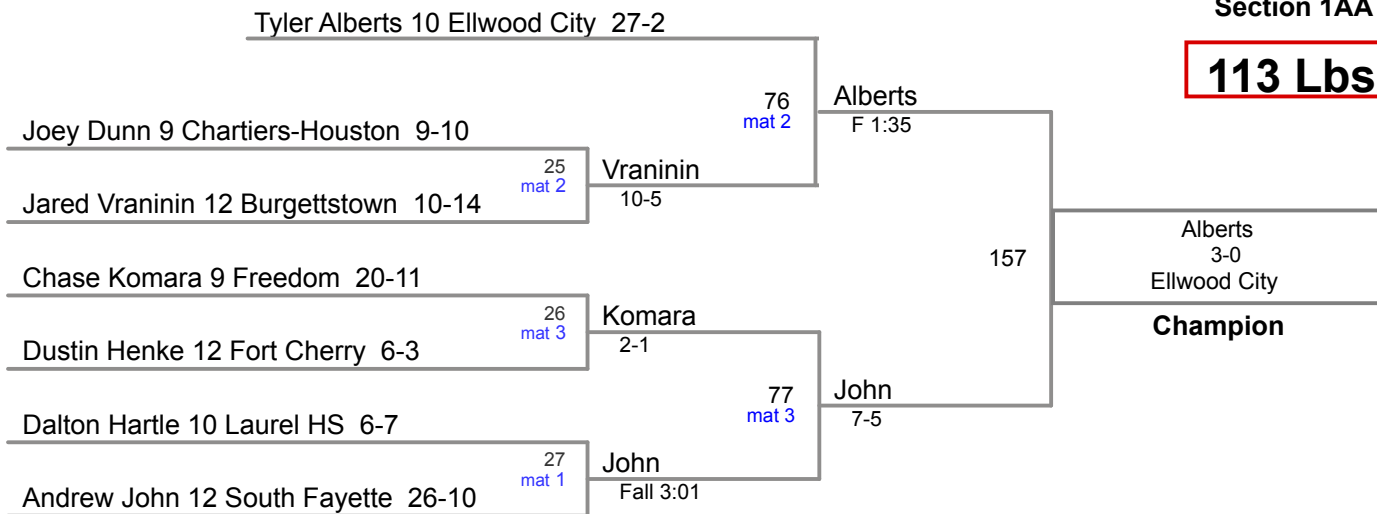 Section 1AA
Tyler Alberts 10 Ellwood City 27-2
113 Lbs
76
mat 2
Alberts
F 1:35
Joey Dunn 9 Chartiers-Houston 9-10
25
mat 2
Vraninin
10-5
Jared Vraninin 12 Burgettstown 10-14
Alberts
3-0
Ellwood City
157
Chase Komara 9 Freedom 20-11
26
mat 3
Komara
2-1
Champion
Dustin Henke 12 Fort Cherry 6-3
77
mat 3
John
7-5
Dalton Hartle 10 Laurel HS 6-7
27
mat 1
John
Fall 3:01
Andrew John 12 South Fayette 26-10